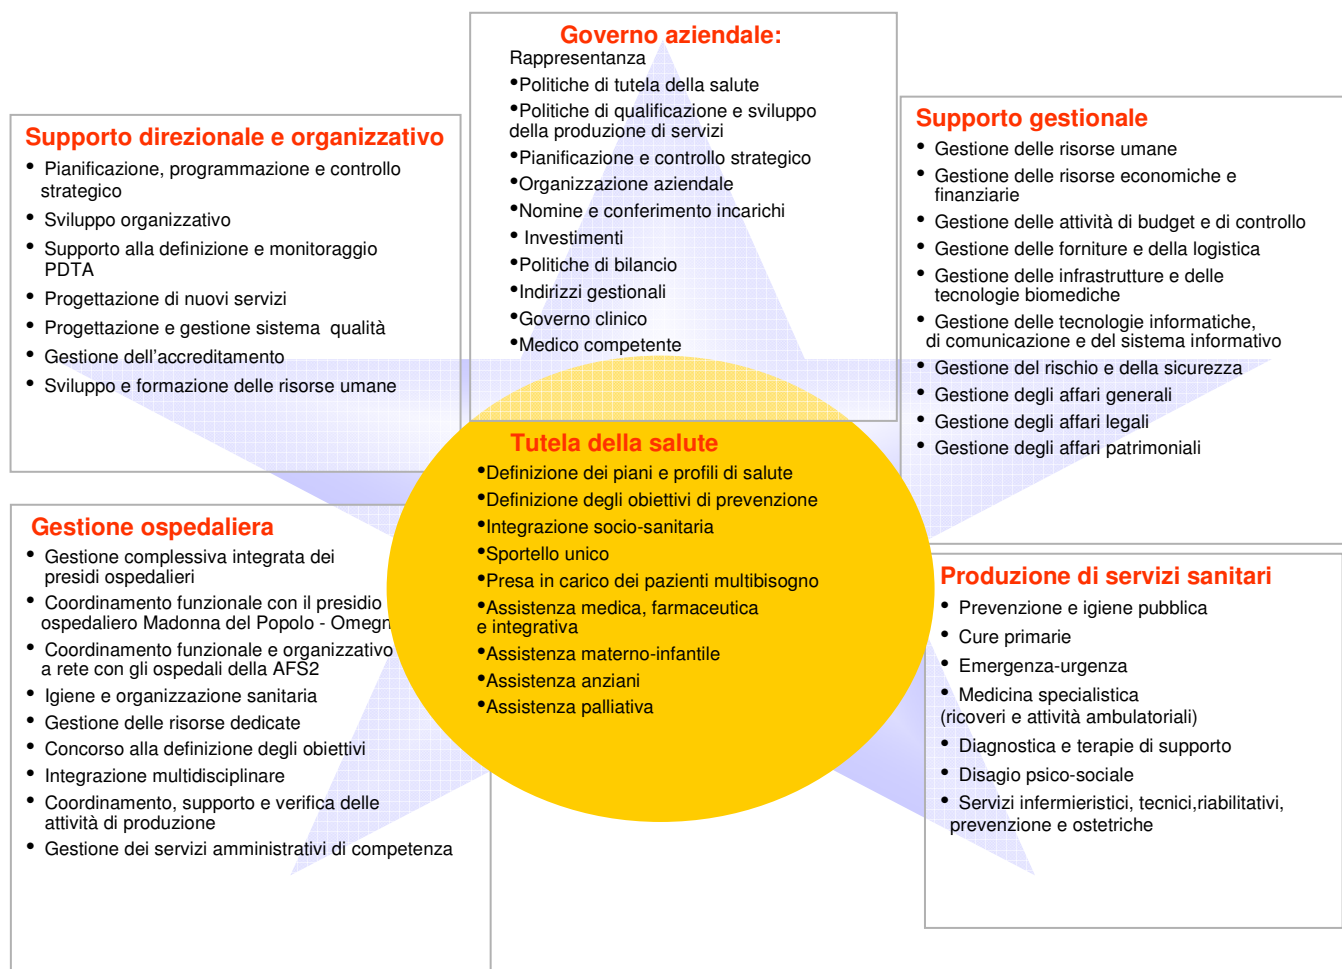 Governo aziendale:
Rappresentanza
•Politiche di tutela della salute
•Politiche di qualificazione e sviluppo
della produzione di servizi
•Pianificazione e controllo strategico
•Organizzazione aziendale
•Nomine e conferimento incarichi
• Investimenti
•Politiche di bilancio
•Indirizzi gestionali
•Governo clinico
•Medico competente
Supporto direzionale e organizzativo
• Pianificazione, programmazione e controllo
strategico
• Sviluppo organizzativo
• Supporto alla definizione e monitoraggio
PDTA
• Progettazione di nuovi servizi
• Progettazione e gestione sistema qualità
• Gestione dell'accreditamento
• Sviluppo e formazione delle risorse umane
Supporto gestionale
• Gestione delle risorse umane
• Gestione delle risorse economiche e
finanziarie
• Gestione delle attività di budget e di controllo
• Gestione delle forniture e della logistica
• Gestione delle infrastrutture e delle
tecnologie biomediche
• Gestione delle tecnologie informatiche,
di comunicazione e del sistema informativo
• Gestione del rischio e della sicurezza
• Gestione degli affari generali
• Gestione degli affari legali
• Gestione degli affari patrimoniali
Tutela della salute
•Definizione dei piani e profili di salute
•Definizione degli obiettivi di prevenzione
•Integrazione socio-sanitaria
•Sportello unico
•Presa in carico dei pazienti multibisogno
•Assistenza medica, farmaceutica
e integrativa
•Assistenza materno-infantile
•Assistenza anziani
•Assistenza palliativa
Gestione ospedaliera
• Gestione complessiva integrata dei
presidi ospedalieri
• Coordinamento funzionale con il presidio
ospedaliero Madonna del Popolo - Omegn
• Coordinamento funzionale e organizzativo
a rete con gli ospedali della AFS2
• Igiene e organizzazione sanitaria
• Gestione delle risorse dedicate
• Concorso alla definizione degli obiettivi
• Integrazione multidisciplinare
• Coordinamento, supporto e verifica delle
attività di produzione
• Gestione dei servizi amministrativi di competenza
Produzione di servizi sanitari
• Prevenzione e igiene pubblica
• Cure primarie
• Emergenza-urgenza
• Medicina specialistica
(ricoveri e attività ambulatoriali)
• Diagnostica e terapie di supporto
• Disagio psico-sociale
• Servizi infermieristici, tecnici,riabilitativi,
prevenzione e ostetriche